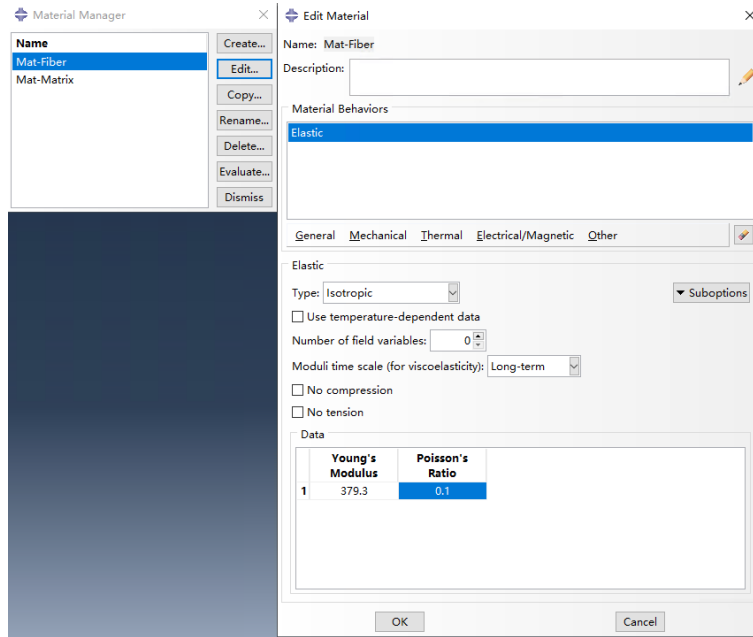 Material Manager
Name
Mat-Fiber
Mat-Matrix
Create...
Edit...
Copy...
Rename...
Delete...
Evaluate...
Dismiss
Edit Material
Name: Mat-Fiber
Description:
Material Behaviors
Elastic
General Mechanical Thermal Electrical/Magnetic Other
Elastic
Type: Isotropic
Suboptions
Use temperature-dependent data
Number of field variables: 0
Moduli time scale (for viscoelasticity): Long-term
No compression
No tension
Data
Young's Poisson's
Modulus Ratio
1 379.3 0.1
OK Cancel